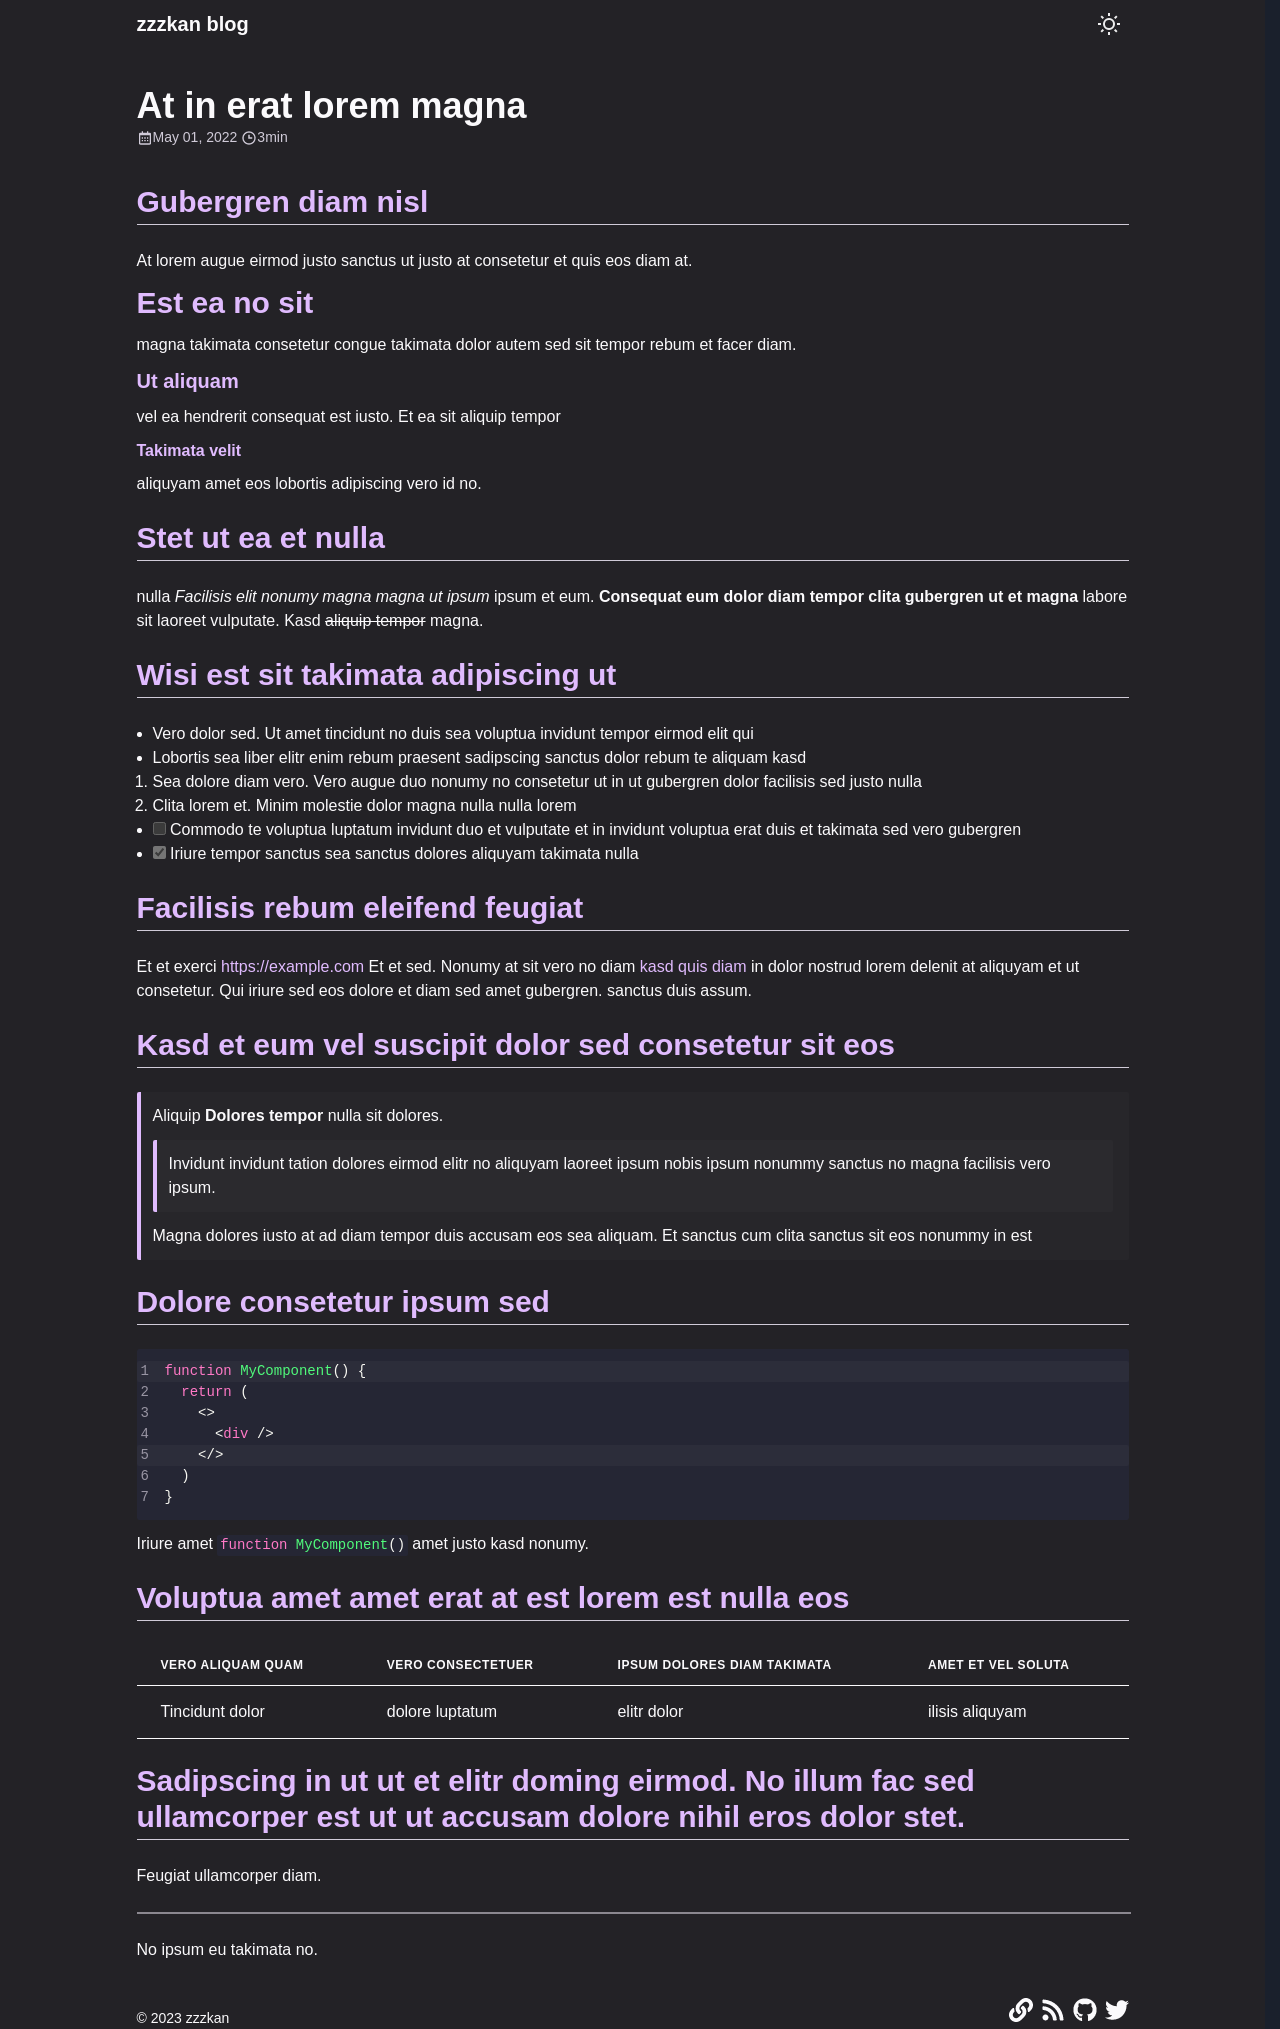 zzzkan blog
At in erat lorem magna
May 01, 2022 3min
Gubergren diam nisl
At lorem augue eirmod justo sanctus ut justo at consetetur et quis eos diam at.
Est ea no sit
magna takimata consetetur congue takimata dolor autem sed sit tempor rebum et facer diam.
Ut aliquam
vel ea hendrerit consequat est iusto. Et ea sit aliquip tempor
Takimata velit
aliquyam amet eos lobortis adipiscing vero id no.
Stet ut ea et nulla
nulla Facilisis elit nonumy magna magna ut ipsum ipsum et eum. Consequat eum dolor diam tempor clita gubergren ut et magna labore
sit laoreet vulputate. Kasd aliquip tempor magna.
Wisi est sit takimata adipiscing ut
• Vero dolor sed. Ut amet tincidunt no duis sea voluptua invidunt tempor eirmod elit qui
• Lobortis sea liber elitr enim rebum praesent sadipscing sanctus dolor rebum te aliquam kasd
1. Sea dolore diam vero. Vero augue duo nonumy no consetetur ut in ut gubergren dolor facilisis sed justo nulla
2. Clita lorem et. Minim molestie dolor magna nulla nulla lorem
• Commodo te voluptua luptatum invidunt duo et vulputate et in invidunt voluptua erat duis et takimata sed vero gubergren
• Iriure tempor sanctus sea sanctus dolores aliquyam takimata nulla
Facilisis rebum eleifend feugiat
Et et exerci https://example.com Et et sed. Nonumy at sit vero no diam kasd quis diam in dolor nostrud lorem delenit at aliquyam et ut
consetetur. Qui iriure sed eos dolore et diam sed amet gubergren. sanctus duis assum.
Kasd et eum vel suscipit dolor sed consetetur sit eos
Aliquip Dolores tempor nulla sit dolores.
Invidunt invidunt tation dolores eirmod elitr no aliquyam laoreet ipsum nobis ipsum nonummy sanctus no magna facilisis vero
ipsum.
Magna dolores iusto at ad diam tempor duis accusam eos sea aliquam. Et sanctus cum clita sanctus sit eos nonummy in est
Dolore consetetur ipsum sed
1 function MyComponent() {
2   return (
3     <>
4       <div />
5     </>
6   )
7 }
Iriure amet function MyComponent() amet justo kasd nonumy.
Voluptua amet amet erat at est lorem est nulla eos
VERO ALIQUAM QUAM VERO CONSECTETUER IPSUM DOLORES DIAM TAKIMATA AMET ET VEL SOLUTA
Tincidunt dolor dolore luptatum elitr dolor ilisis aliquyam
Sadipscing in ut ut et elitr doming eirmod. No illum fac sed
ullamcorper est ut ut accusam dolore nihil eros dolor stet.
Feugiat ullamcorper diam.
No ipsum eu takimata no.
© 2023 zzzkan